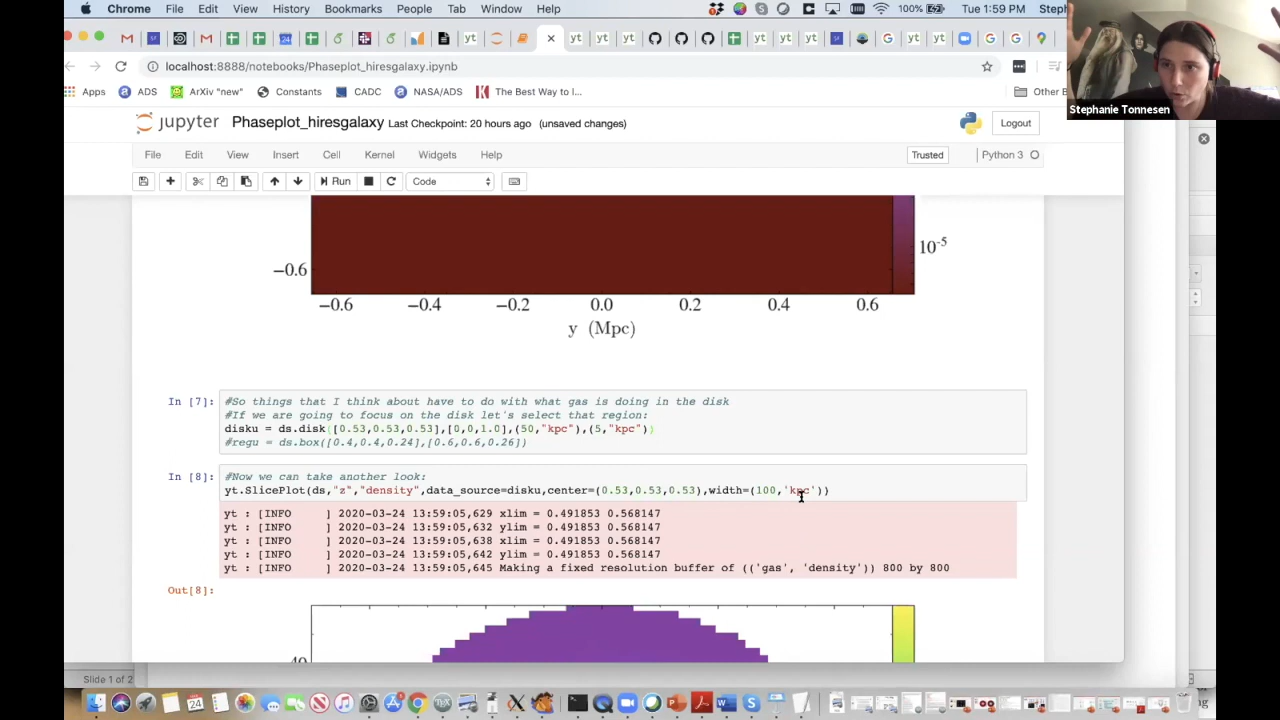 Chrome File Edit View History Bookmarks People Tab Window Help 100% Tue 1:59 PM Steph
localhost:8888/notebooks/Phaseplot_hiresgalaxy.ipynb
Apps ADS ArXiv "new" Constants CADC NASA/ADS The Best Way to I... Other B
Stephanie Tonnesen
jupyter Phaseplot_hiresgalaxy Last Checkpoint: 20 hours ago (unsaved changes) Logout
File Edit View Insert Cell Kernel Widgets Help Trusted Python 3
Run Code
10-5
−0.6
−0.6 −0.4 −0.2 0.0 0.2 0.4 0.6
y (Mpc)
In [7]: #So things that I think about have to do with what gas is doing in the disk
#If we are going to focus on the disk let's select that region:
disku = ds.disk([0.53,0.53,0.53],[0,0,1.0],(50,"kpc"),(5,"kpc"))
#regu = ds.box([0.4,0.4,0.24],[0.6,0.6,0.26])
In [8]: #Now we can take another look:
yt.SlicePlot(ds,"z","density",data_source=disku,center=(0.53,0.53,0.53),width=(100,'kpc'))
yt : [INFO ] 2020-03-24 13:59:05,629 xlim = 0.491853 0.568147
yt : [INFO ] 2020-03-24 13:59:05,632 ylim = 0.491853 0.568147
yt : [INFO ] 2020-03-24 13:59:05,638 xlim = 0.491853 0.568147
yt : [INFO ] 2020-03-24 13:59:05,642 ylim = 0.491853 0.568147
yt : [INFO ] 2020-03-24 13:59:05,645 Making a fixed resolution buffer of (('gas', 'density')) 800 by 800
Out[8]:
40
Slide 1 of 2